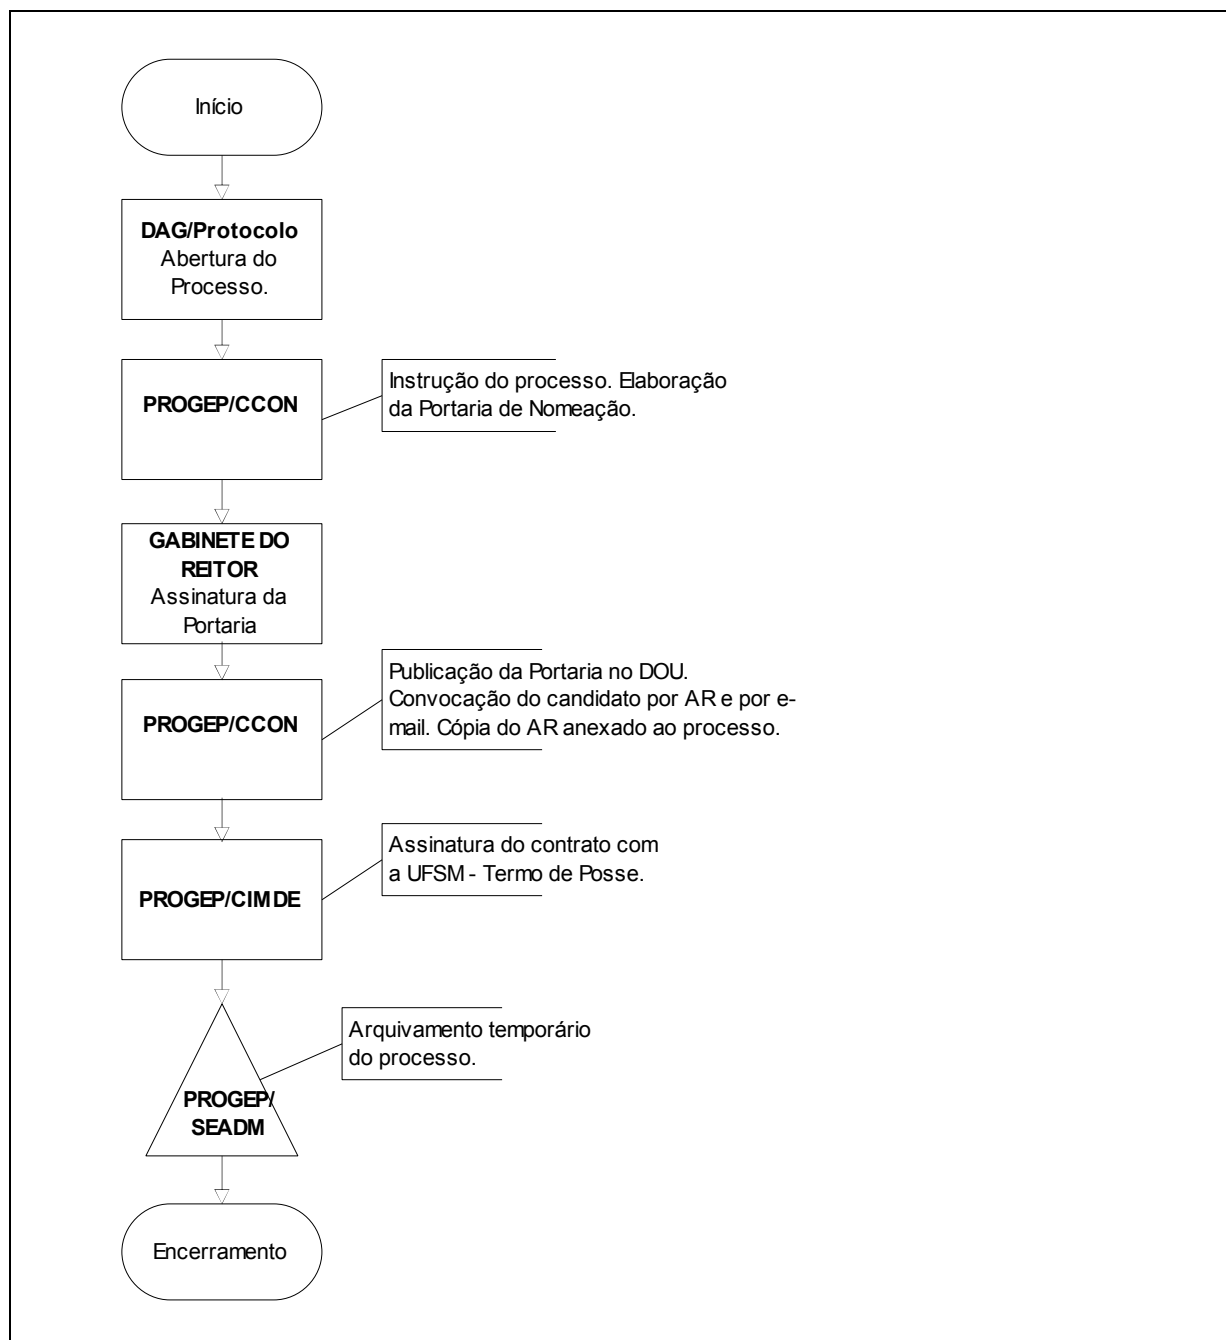 Início
DAG/Protocolo
Abertura do
Processo.
PROGEP/CCON
Instrução do processo. Elaboração
da Portaria de Nomeação.
GABINETE DO
REITOR
Assinatura da
Portaria
PROGEP/CCON
Publicação da Portaria no DOU.
Convocação do candidato por AR e por e-
mail. Cópia do AR anexado ao processo.
PROGEP/CIMDE
Assinatura do contrato com
a UFSM - Termo de Posse.
PROGEP/
SEADM
Arquivamento temporário
do processo.
Encerramento